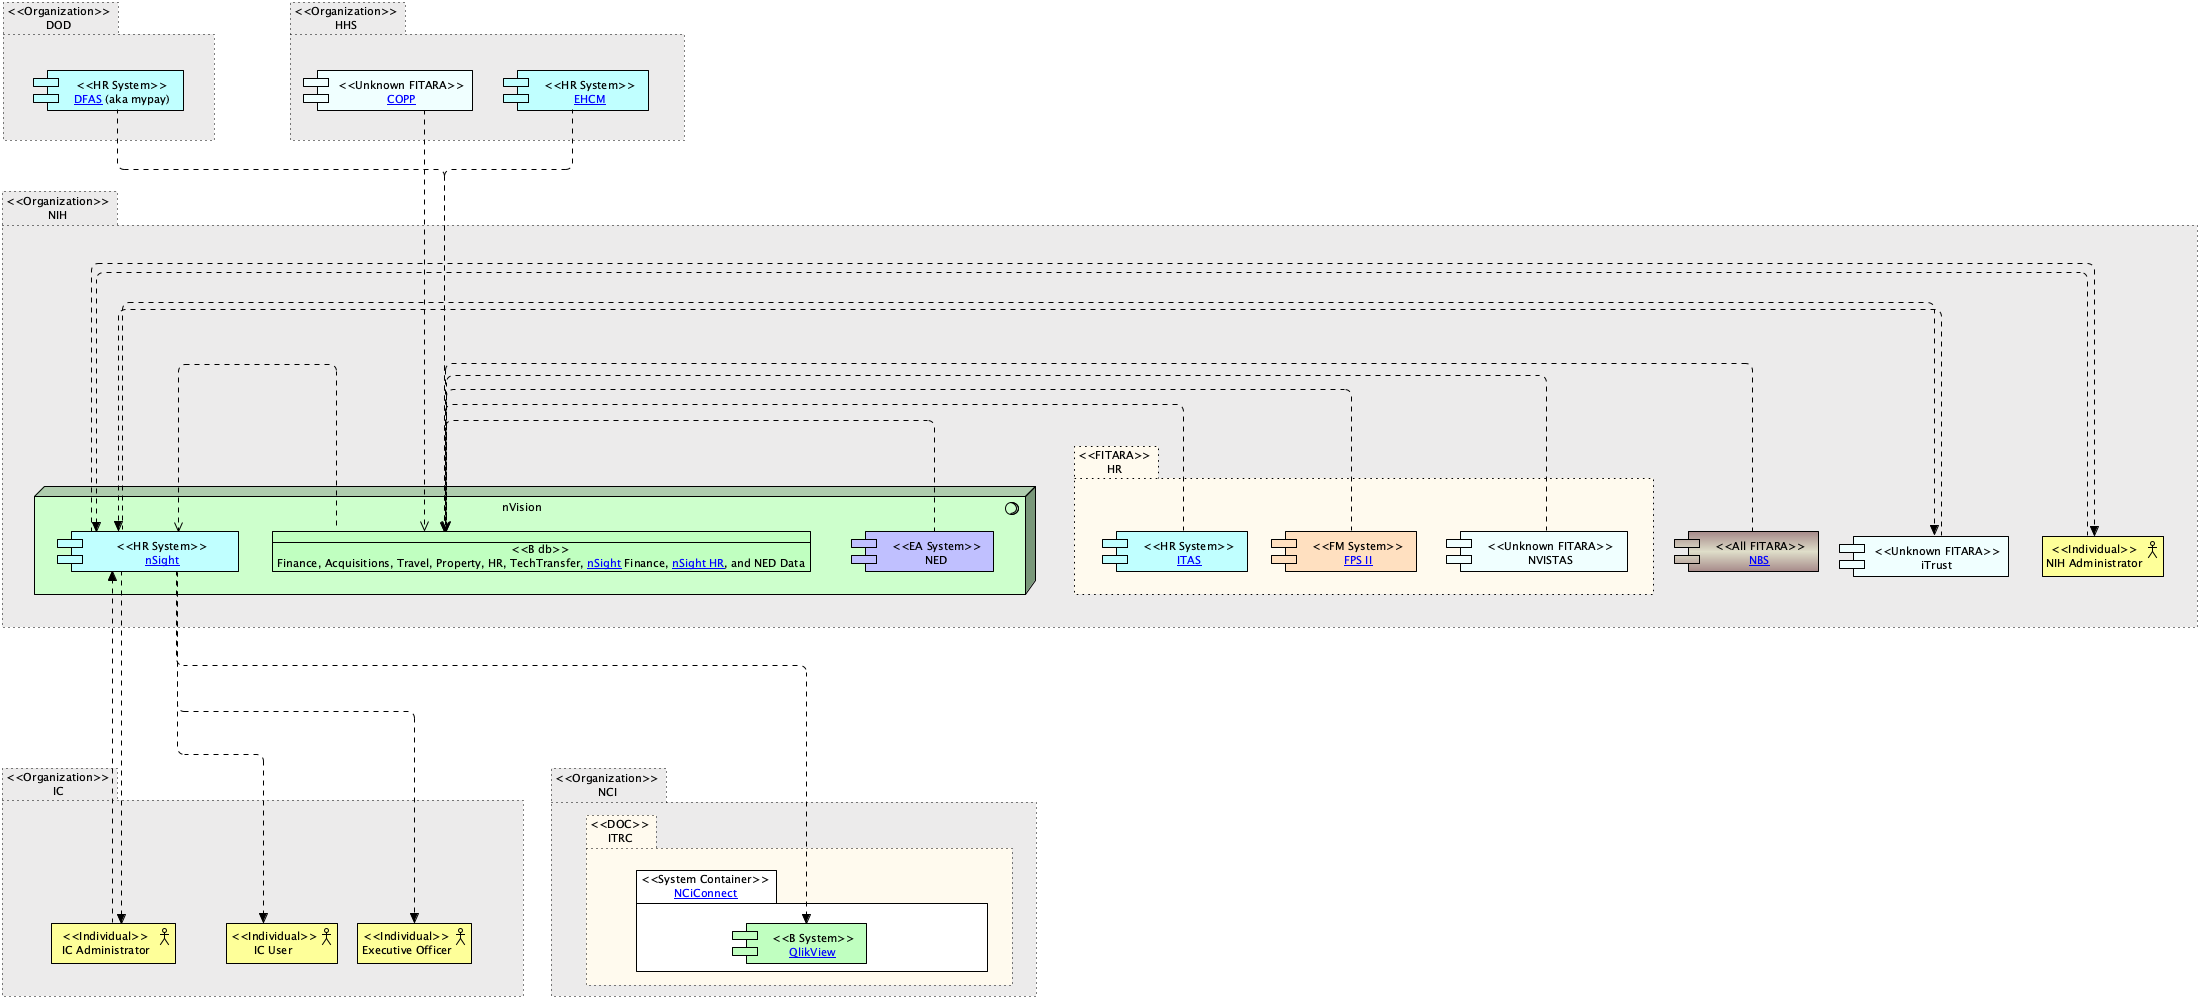 <<Organization>>
DOD
<<Organization>>
HHS
<<HR System>>
DFAS (aka mypay)
<<Unknown FITARA>>
COPP
<<HR System>>
EHCM
<<Organization>>
NIH
<<FITARA>>
HR
nVision
<<HR System>>
nSight
<<B db>>
Finance, Acquisitions, Travel, Property, HR, TechTransfer, nSight Finance, nSight HR, and NED Data
<<EA System>>
NED
<<HR System>>
ITAS
<<FM System>>
FPS II
<<Unknown FITARA>>
NVISTAS
<<All FITARA>>
NBS
<<Unknown FITARA>>
iTrust
<<Individual>>
NIH Administrator
<<Organization>>
IC
<<Organization>>
NCI
<<DOC>>
ITRC
<<System Container>>
NCiConnect
<<Individual>>
IC Administrator
<<Individual>>
IC User
<<Individual>>
Executive Officer
<<B System>>
QlikView